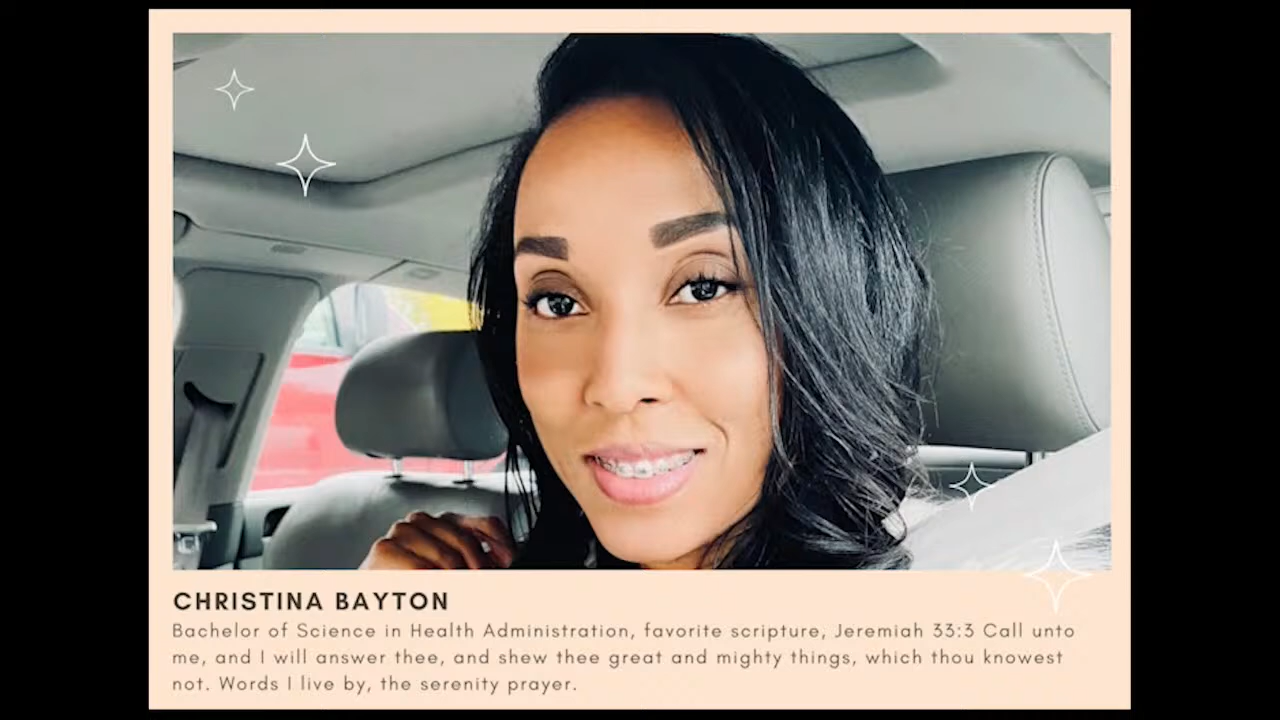 CHRISTINA BAYTON
Bachelor of Science in Health Administration, favorite scripture, Jeremiah 33:3 Call unto
me, and I will answer thee, and shew thee great and mighty things, which thou knowest
not. Words I live by, the serenity prayer.